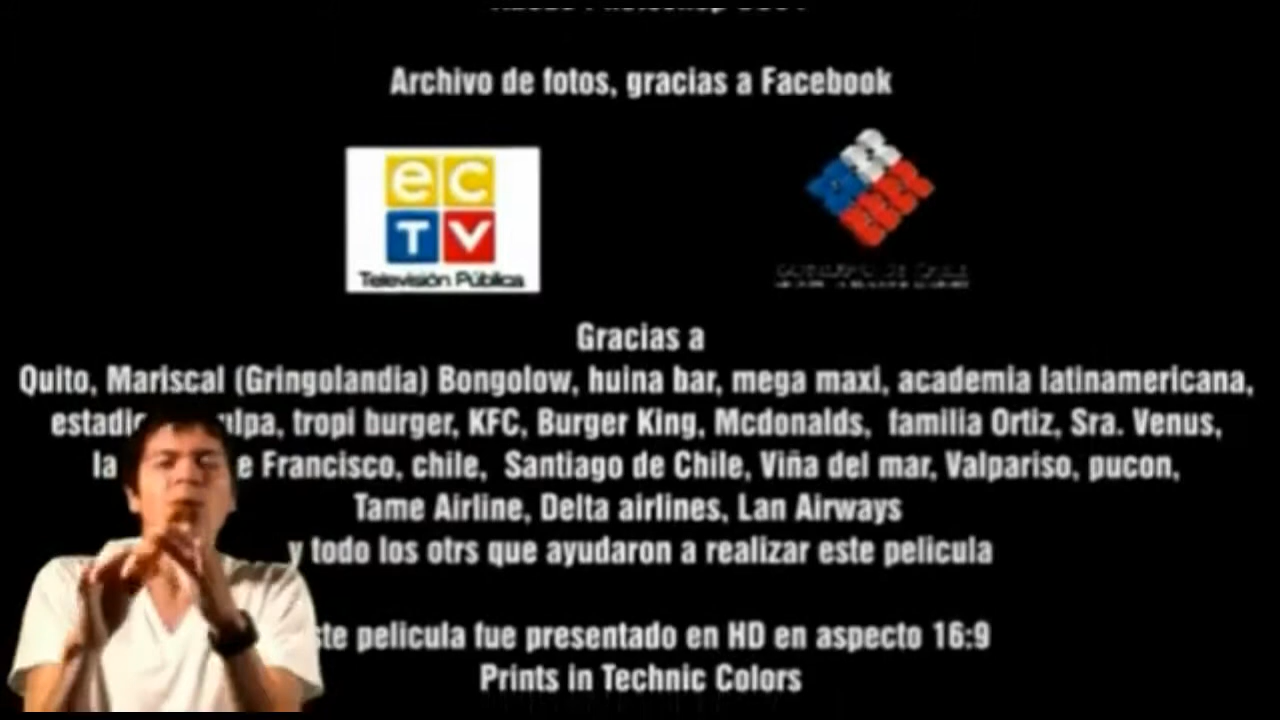 Archivo de fotos, gracias a Facebook
ec
TV
Televisión Pública
GOBIERNO DE CHILE
Gracias a
Quito, Mariscal (Gringolandia) Bongolow, huina bar, mega maxi, academia latinamericana,
tropi burger, KFC, Burger King, Mcdonalds, familia Ortiz, Sra. Venus,
la Francisco, chile, Santiago de Chile, Viña del mar, Valpariso, pucon,
Tame Airline, Delta airlines, Lan Airways
y todo los otrs que ayudaron a realizar este pelicula
pelicula fue presentado en HD en aspecto 16:9
Prints in Technic Colors